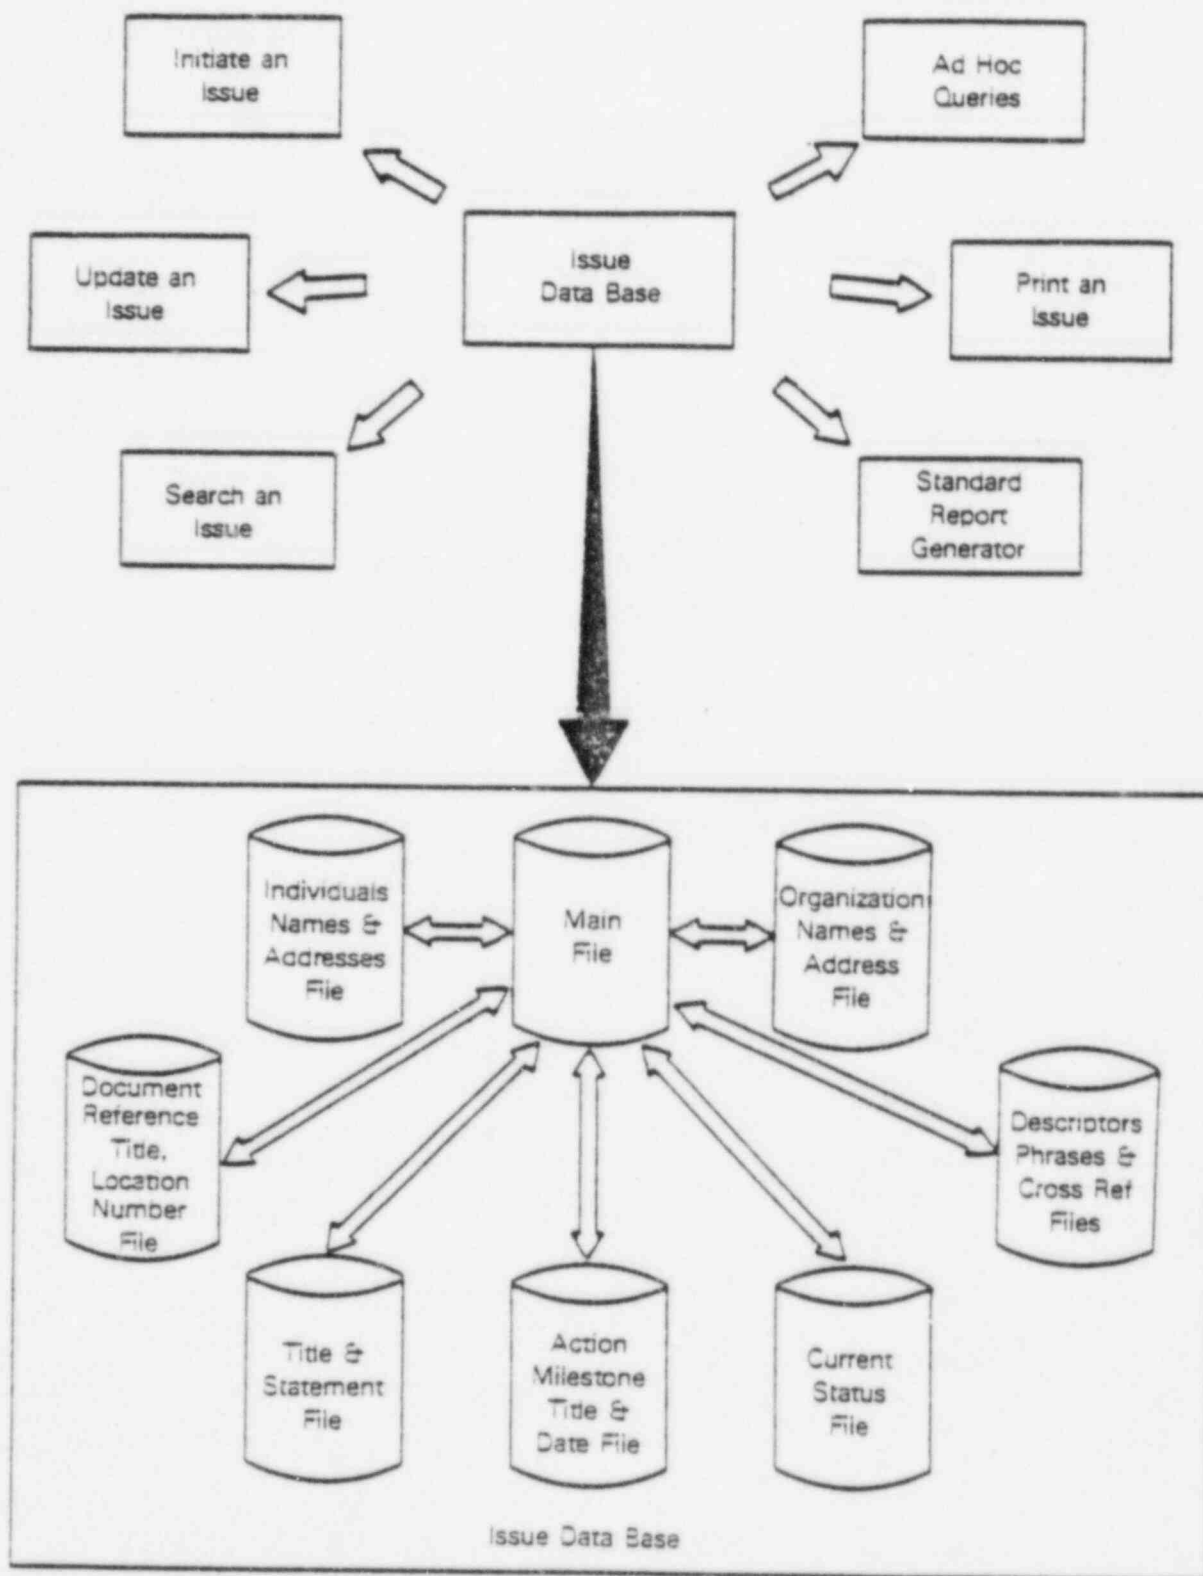 Initiate an
Issue
Ad Hoc
Queries
Issue
Data Base
Update an
Issue
Print an
Issue
Search an
Issue
Standard
Report
Generator
Individuals
Names &
Addresses
File
Main
File
Organization
Names &
Address
File
Document
Reference
Title,
Location
Number
File
Descriptors
Phrases &
Cross Ref
Files
Title &
Statement
File
Action
Milestone
Title &
Date File
Current
Status
File
Issue Data Base